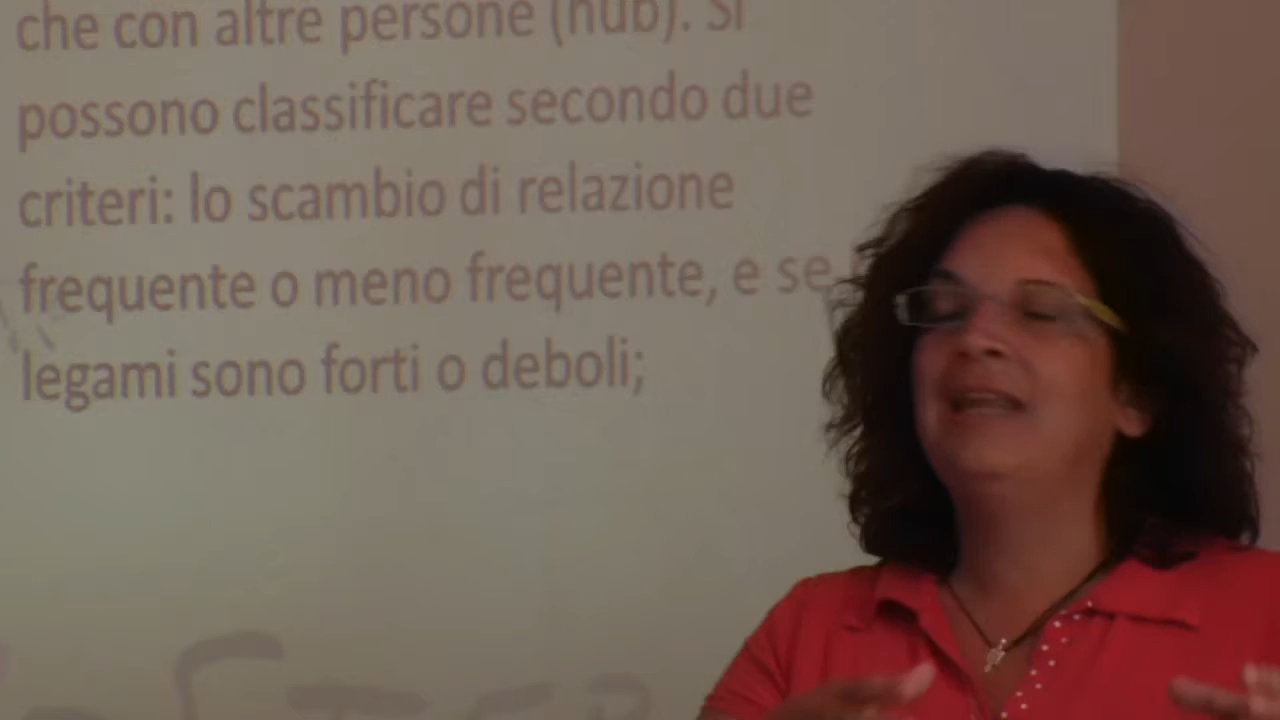 che con altre persone (hub). Si
possono classificare secondo due
criteri: lo scambio di relazione
frequente o meno frequente, e se
legami sono forti o deboli;